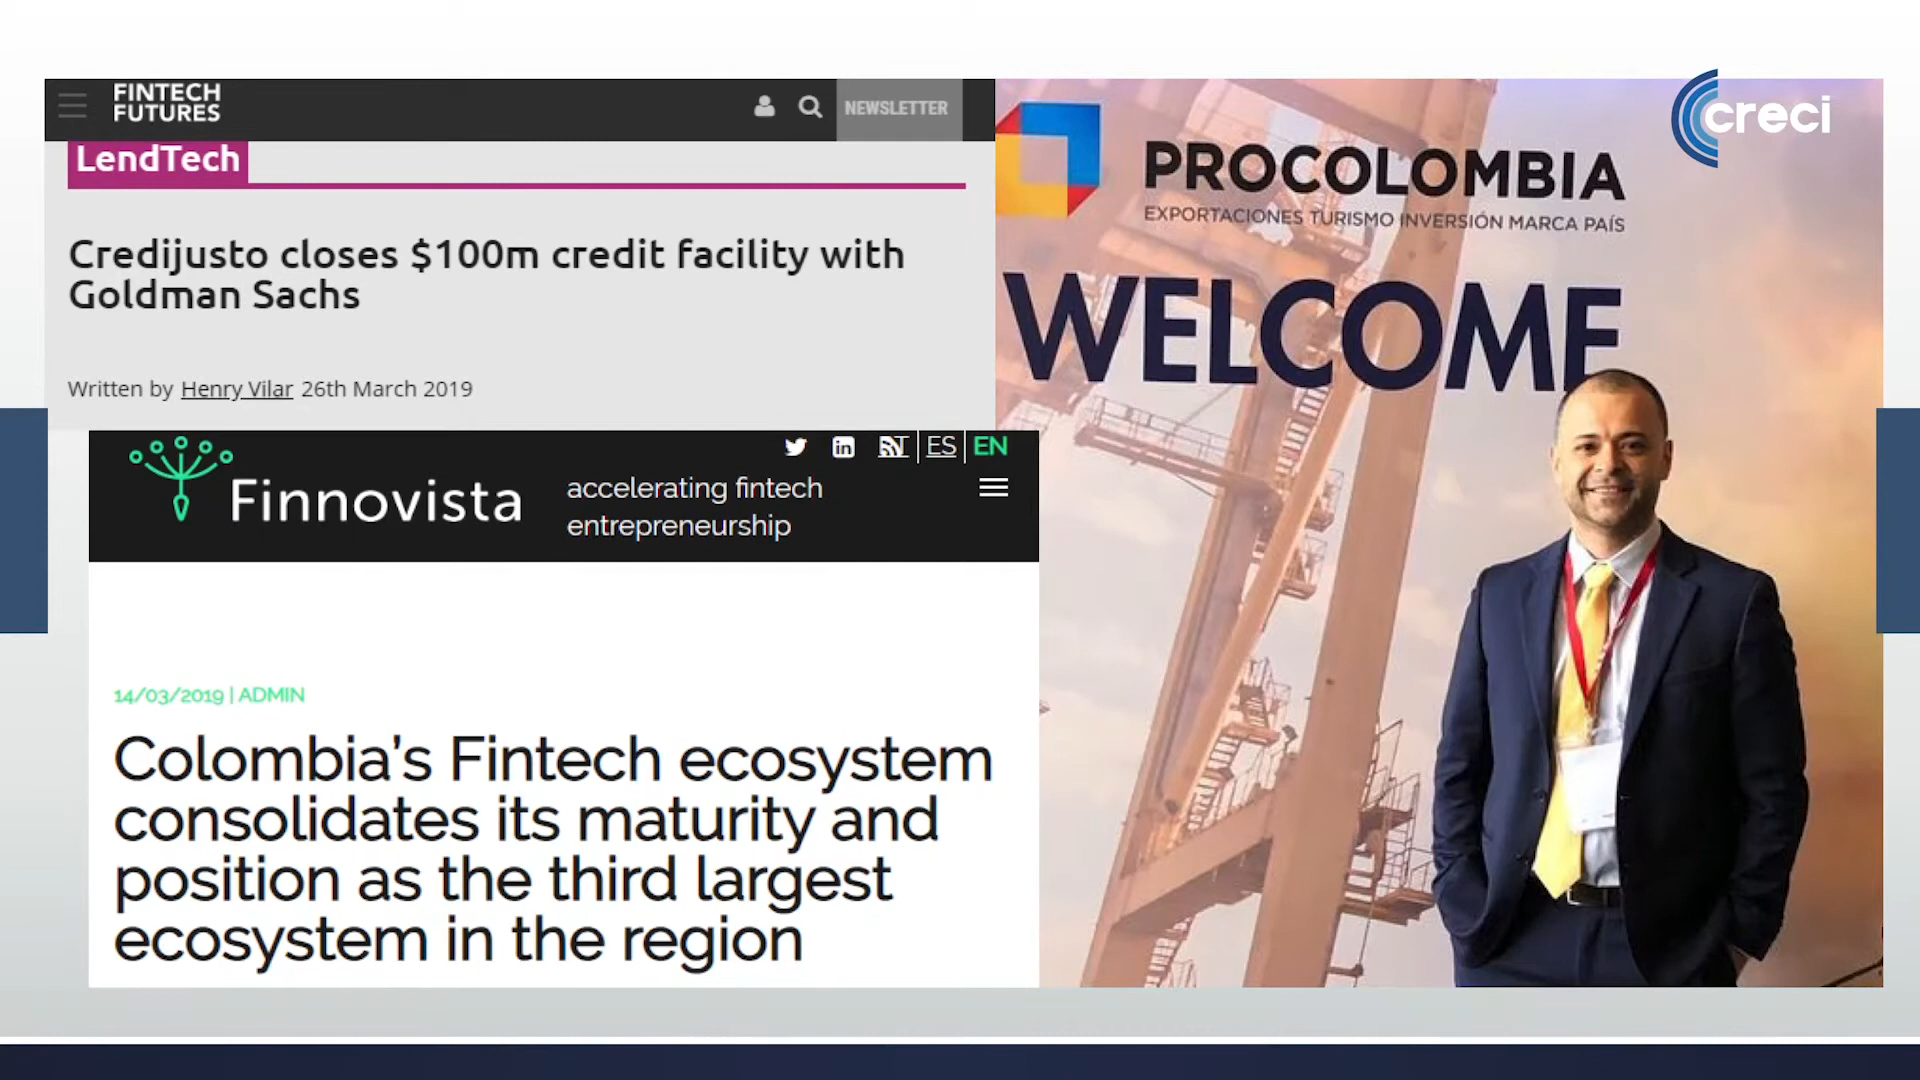 FINTECH
FUTURES
NEWSLETTER
LendTech
Credijusto closes $100m credit facility with
Goldman Sachs
Written by Henry Vilar 26th March 2019
Finnovista
accelerating fintech
entrepreneurship
ES
EN
14/03/2019 | ADMIN
Colombia's Fintech ecosystem
consolidates its maturity and
position as the third largest
ecosystem in the region
creci
PROCOLOMBIA
EXPORTACIONES TURISMO INVERSIÓN MARCA PAÍS
WELCOME